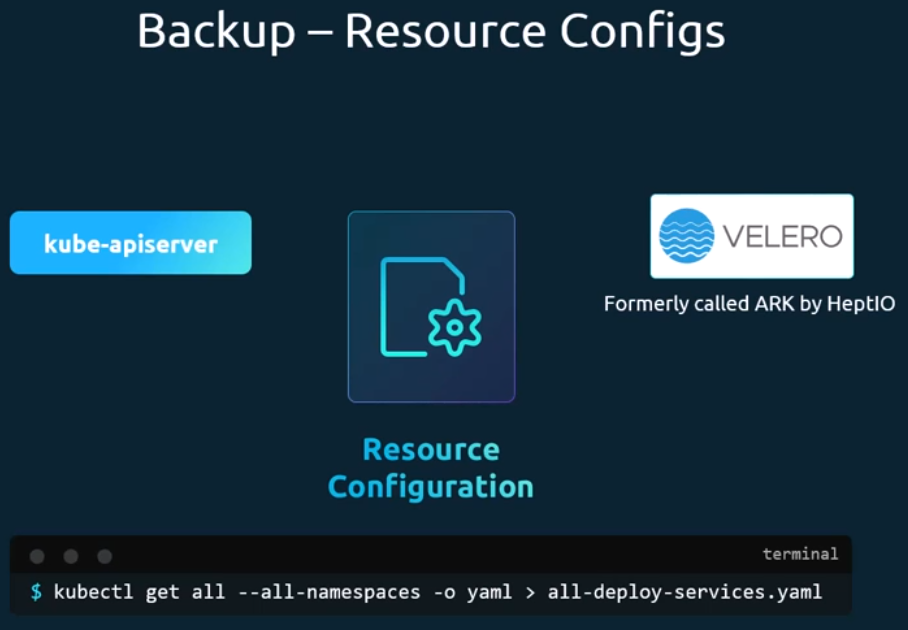 Backup – Resource Configs
kube-apiserver
VELERO
Formerly called ARK by HeptIO
Resource
Configuration
terminal
$ kubectl get all --all-namespaces -o yaml > all-deploy-services.yaml